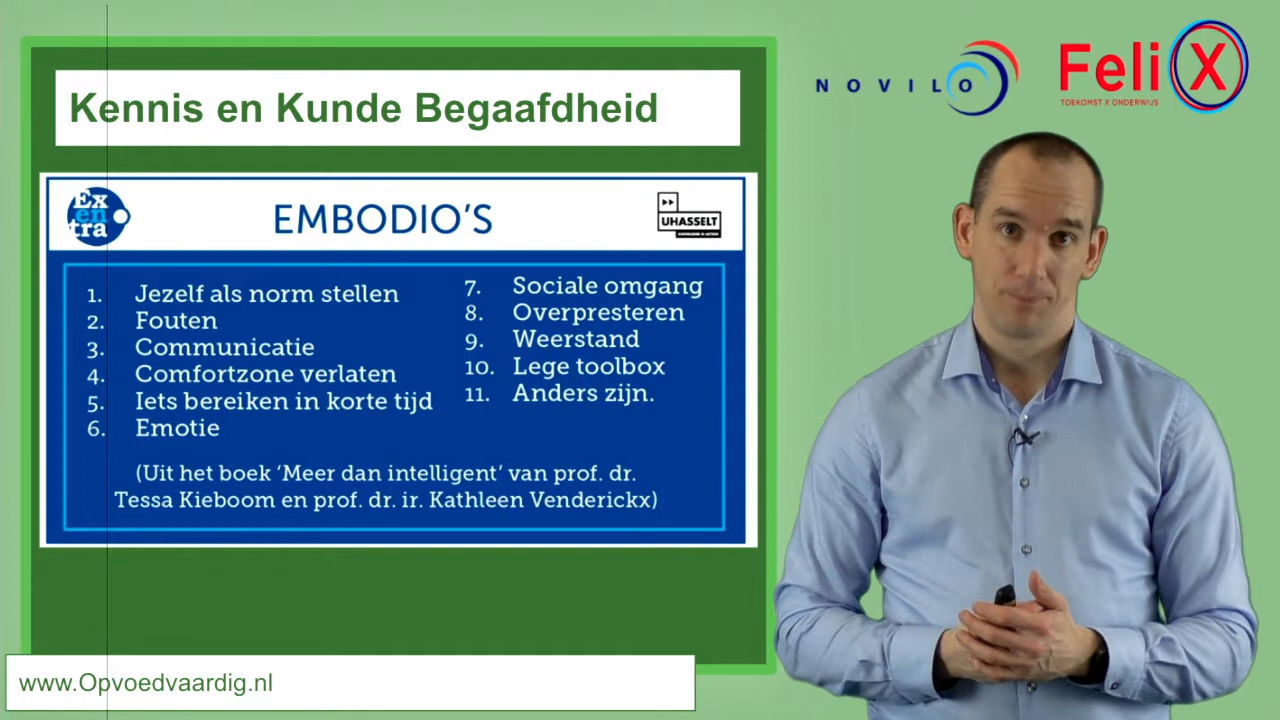 NOVILO
FeliX
TOEKOMST X ONDERWIJS
Kennis en Kunde Begaafdheid
Ex
en
tra
EMBODIO'S
UHASSELT
KNOWLEDGE IN ACTION
1. Jezelf als norm stellen
2. Fouten
3. Communicatie
4. Comfortzone verlaten
5. Iets bereiken in korte tijd
6. Emotie
7. Sociale omgang
8. Overpresteren
9. Weerstand
10. Lege toolbox
11. Anders zijn.
(Uit het boek ‘Meer dan intelligent’ van prof. dr.
Tessa Kieboom en prof. dr. ir. Kathleen Venderickx)
www.Opvoedvaardig.nl